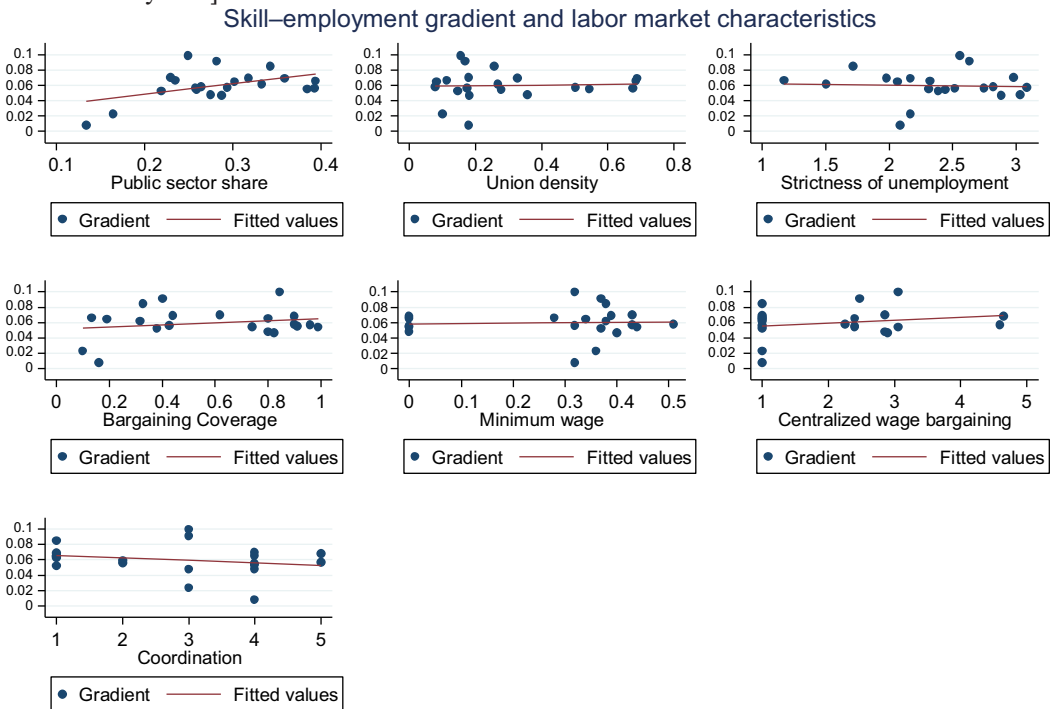 Skill–employment gradient and labor market characteristics
0.1
0.08
0.06
0.04
0.02
0
0.1 0.2 0.3 0.4
Public sector share
Gradient Fitted values
0.1
0.08
0.06
0.04
0.02
0
0 0.2 0.4 0.6 0.8
Union density
Gradient Fitted values
0.1
0.08
0.06
0.04
0.02
0
1 1.5 2 2.5 3
Strictness of unemployment
Gradient Fitted values
0.1
0.08
0.06
0.04
0.02
0
0 0.2 0.4 0.6 0.8 1
Bargaining Coverage
Gradient Fitted values
0.1
0.08
0.06
0.04
0.02
0
0 0.1 0.2 0.3 0.4 0.5
Minimum wage
Gradient Fitted values
0.1
0.08
0.06
0.04
0.02
0
1 2 3 4 5
Centralized wage bargaining
Gradient Fitted values
0.1
0.08
0.06
0.04
0.02
0
1 2 3 4 5
Coordination
Gradient Fitted values